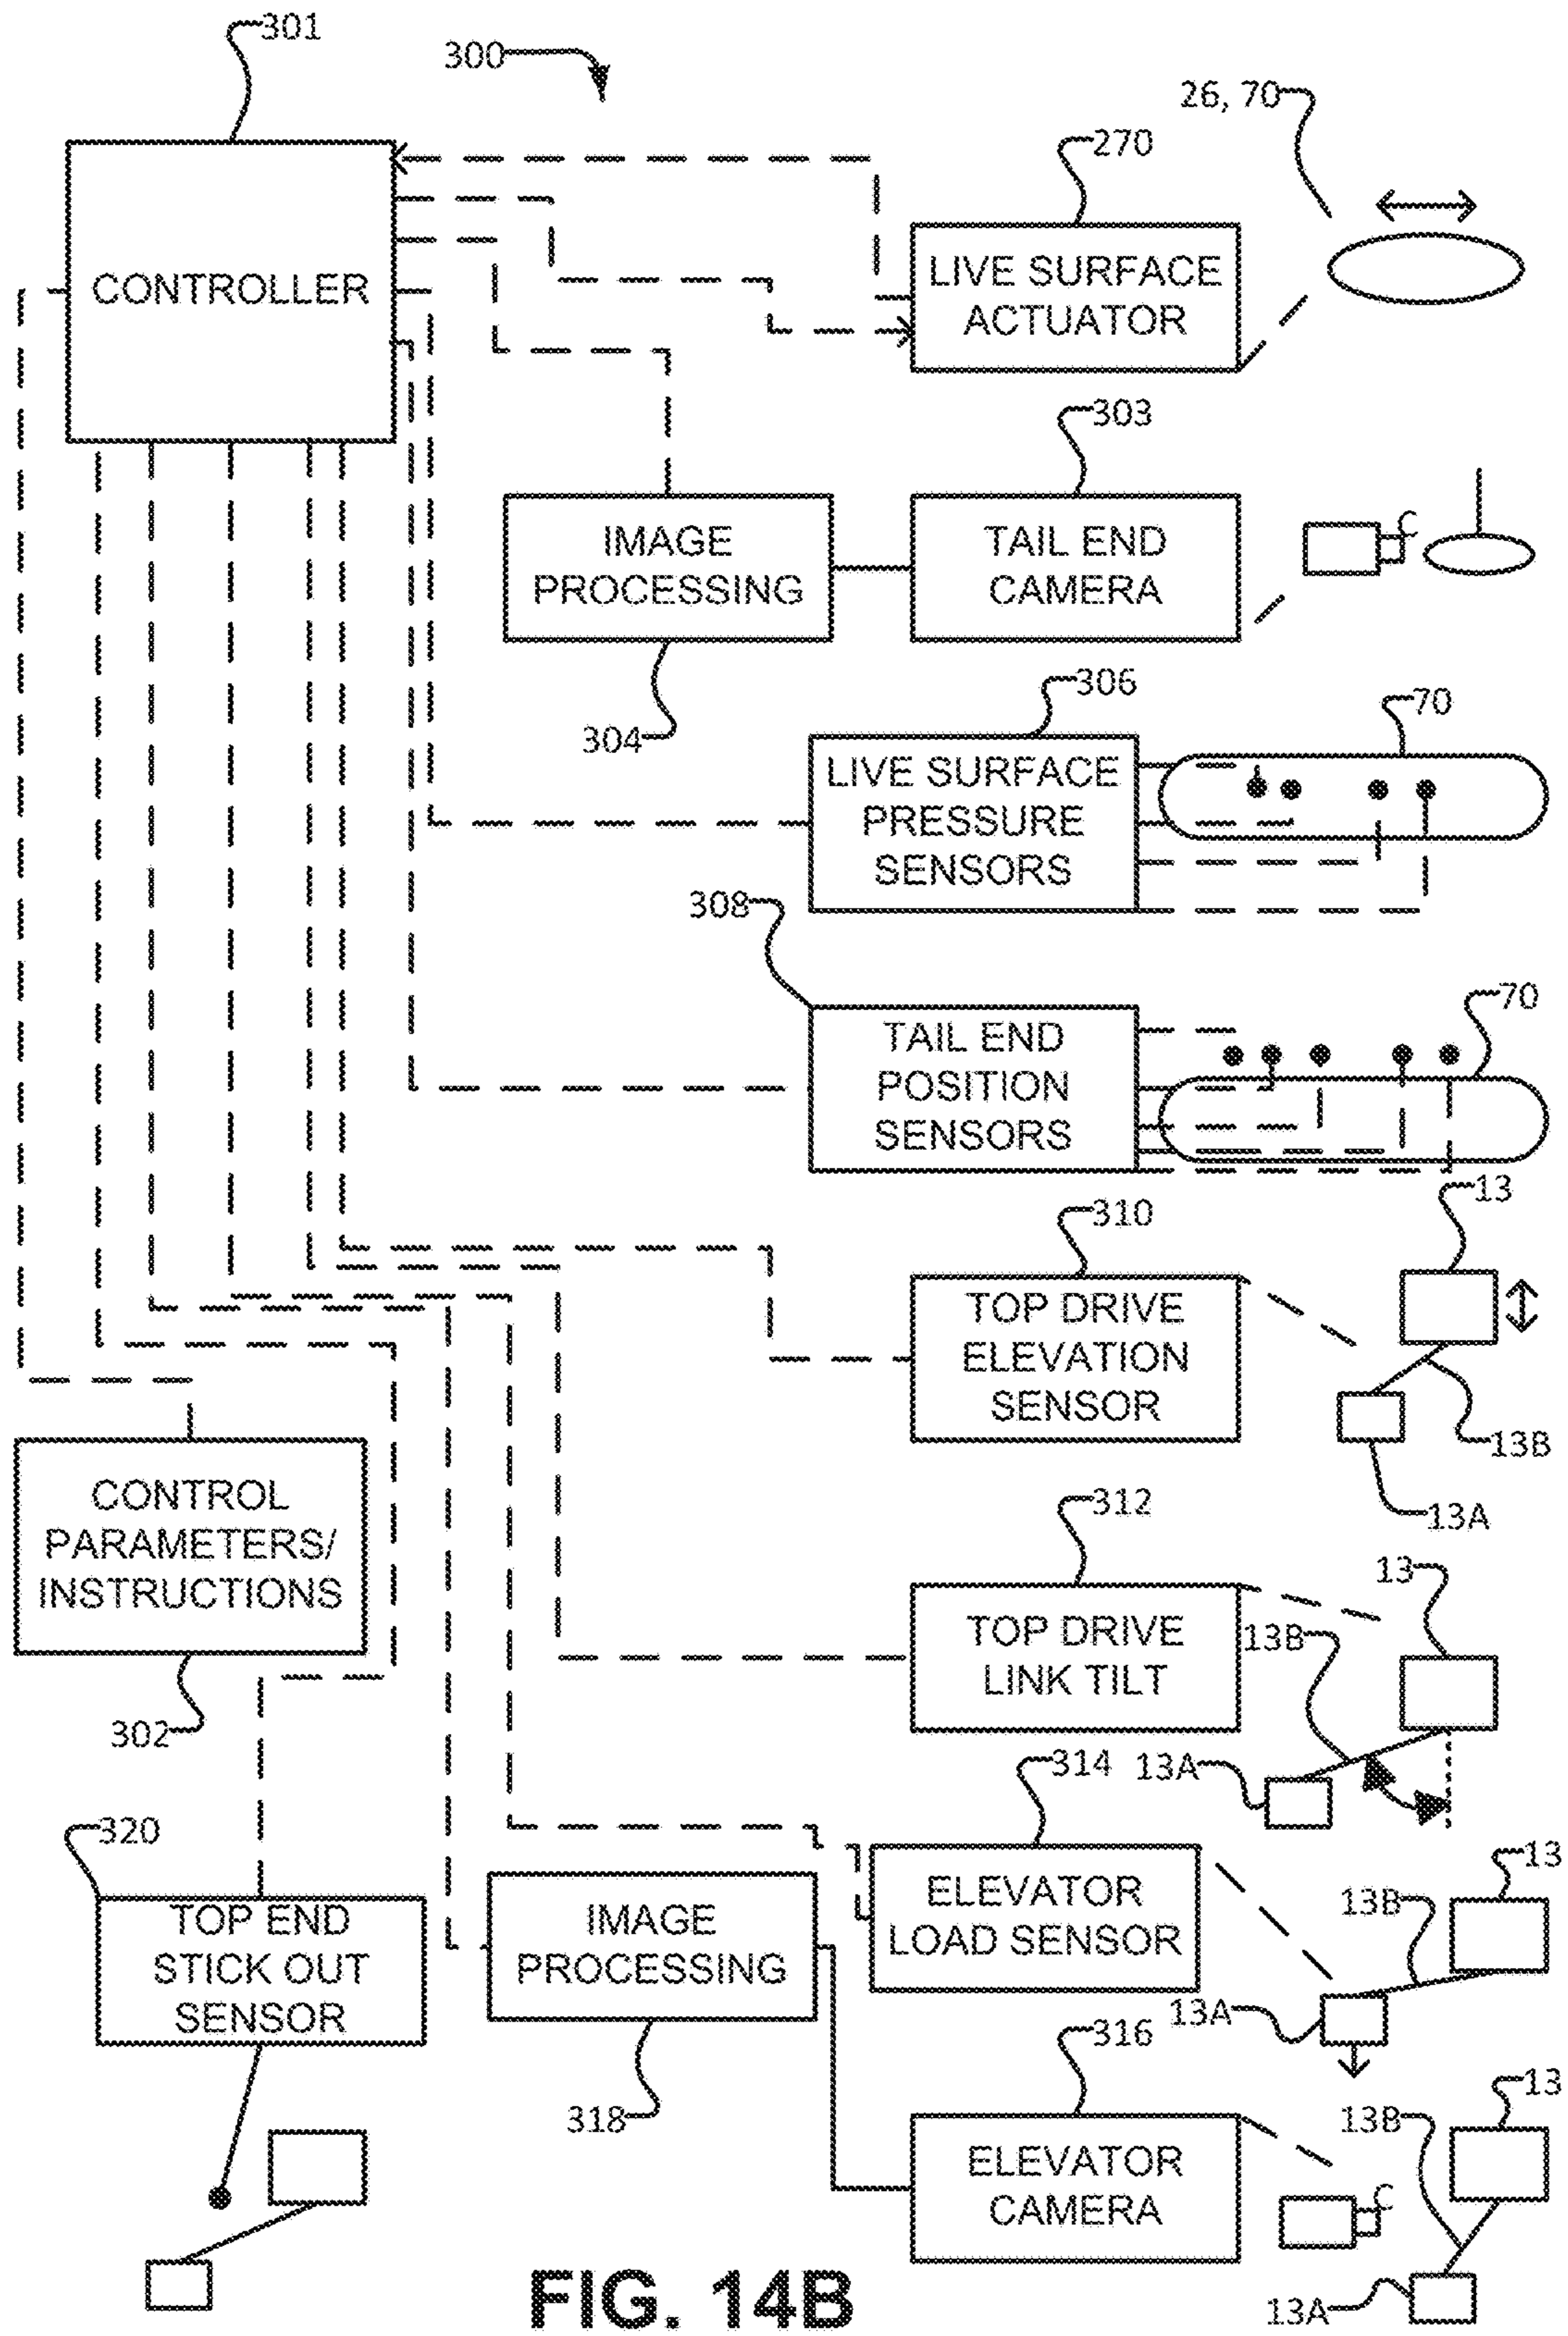 301
300
26, 70
270
CONTROLLER
LIVE SURFACE
ACTUATOR
303
IMAGE
PROCESSING
TAIL END
CAMERA
C
304
306
70
LIVE SURFACE
PRESSURE
SENSORS
308
70
TAIL END
POSITION
SENSORS
13
310
TOP DRIVE
ELEVATION
SENSOR
13B
13A
CONTROL
PARAMETERS/
INSTRUCTIONS
302
312
13
TOP DRIVE
LINK TILT
13B
13A
314
320
TOP END
STICK OUT
SENSOR
IMAGE
PROCESSING
318
ELEVATOR
LOAD SENSOR
13
13B
13A
316
13
13B
ELEVATOR
CAMERA
C
13A
FIG. 14B